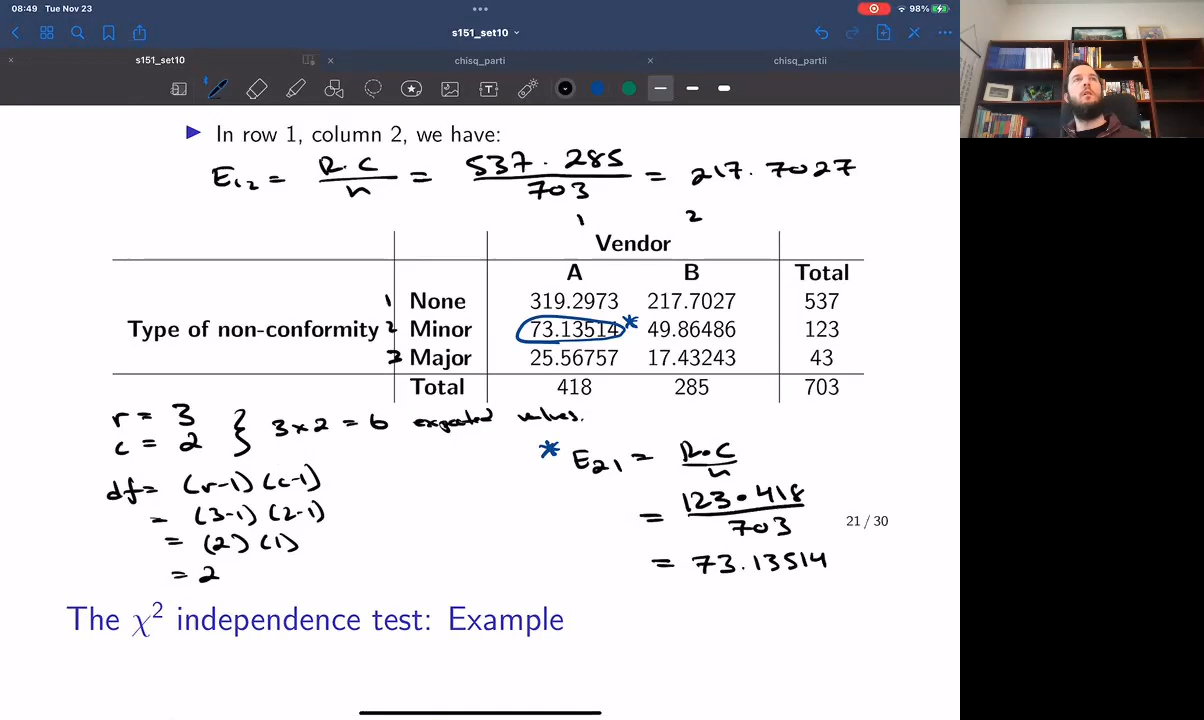 08:49 Tue Nov 23
98%
s151_set10
s151_set10
chisq_parti
chisq_partii
In row 1, column 2, we have:
E12 = R·C / n = 537 · 285 / 703 = 217.7027
1 2
Vendor
A B Total
1 None 319.2973 217.7027 537
Type of non-conformity 2 Minor 73.13514 * 49.86486 123
3 Major 25.56757 17.43243 43
Total 418 285 703
r = 3
c = 2 } 3 × 2 = 6 expected values.
df = (r-1)(c-1)
= (3-1)(2-1)
= (2)(1)
= 2
* E21 = R·C / n
= 123 · 418 / 703
= 73.13514
21 / 30
The χ² independence test: Example